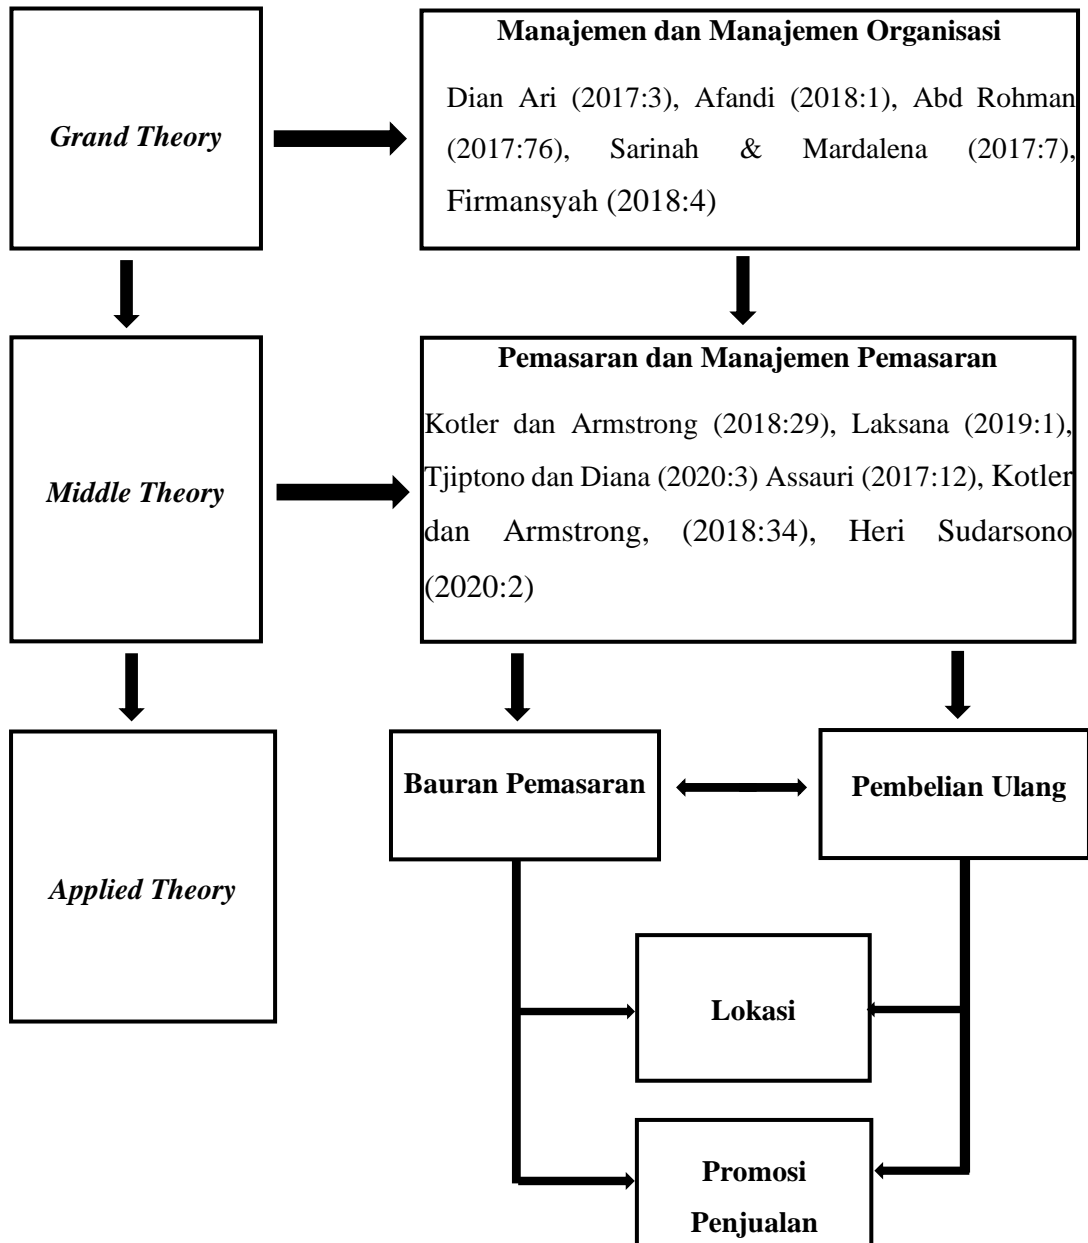 Grand Theory
Manajemen dan Manajemen Organisasi
Dian Ari (2017:3), Afandi (2018:1), Abd Rohman
(2017:76), Sarinah & Mardalena (2017:7),
Firmansyah (2018:4)
Middle Theory
Pemasaran dan Manajemen Pemasaran
Kotler dan Armstrong (2018:29), Laksana (2019:1),
Tjiptono dan Diana (2020:3) Assauri (2017:12), Kotler
dan Armstrong, (2018:34), Heri Sudarsono
(2020:2)
Applied Theory
Bauran Pemasaran
Pembelian Ulang
Lokasi
Promosi
Penjualan